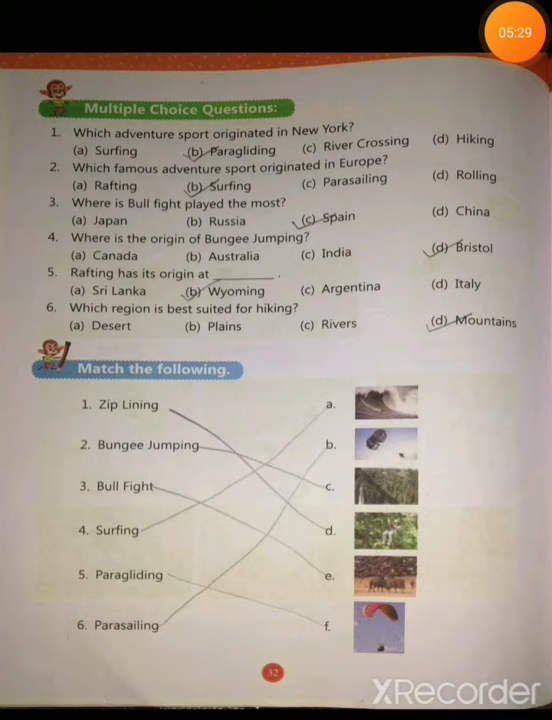 05:29
Multiple Choice Questions:
1. Which adventure sport originated in New York?
(a) Surfing (b) Paragliding (c) River Crossing (d) Hiking
2. Which famous adventure sport originated in Europe?
(a) Rafting (b) Surfing (c) Parasailing (d) Rolling
3. Where is Bull fight played the most?
(a) Japan (b) Russia (c) Spain (d) China
4. Where is the origin of Bungee Jumping?
(a) Canada (b) Australia (c) India (d) Bristol
5. Rafting has its origin at ________ .
(a) Sri Lanka (b) Wyoming (c) Argentina (d) Italy
6. Which region is best suited for hiking?
(a) Desert (b) Plains (c) Rivers (d) Mountains
Match the following.
1. Zip Lining a.
2. Bungee Jumping b.
3. Bull Fight c.
4. Surfing d.
5. Paragliding e.
6. Parasailing f.
32
XRecorder